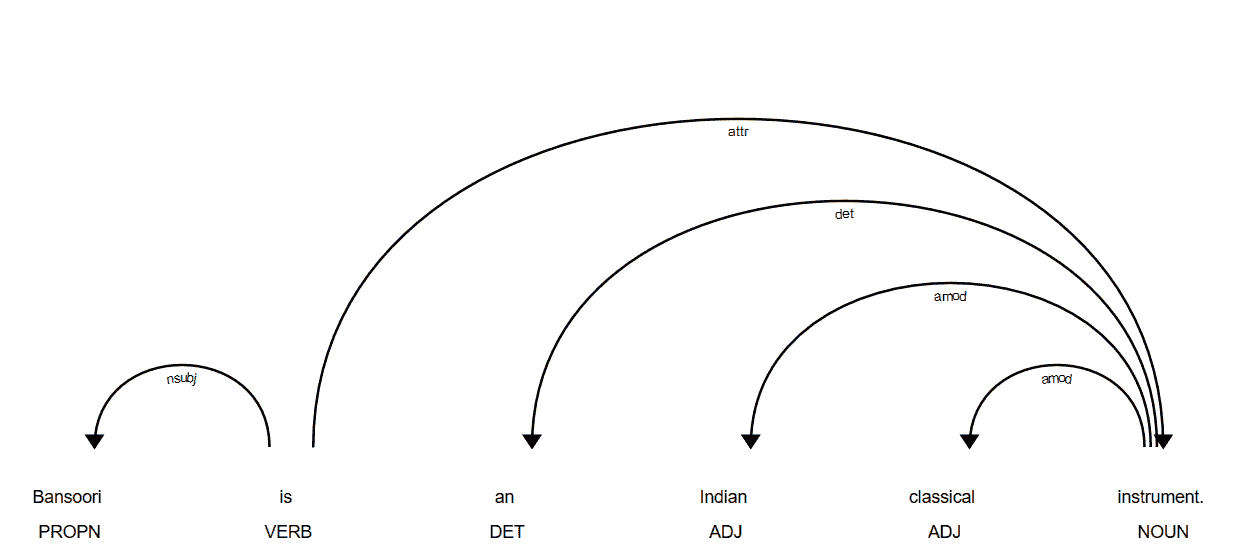 attr
det
amod
nsubj amod
Bansoori is an Indian classical instrument.
PROPN VERB DET ADJ ADJ NOUN